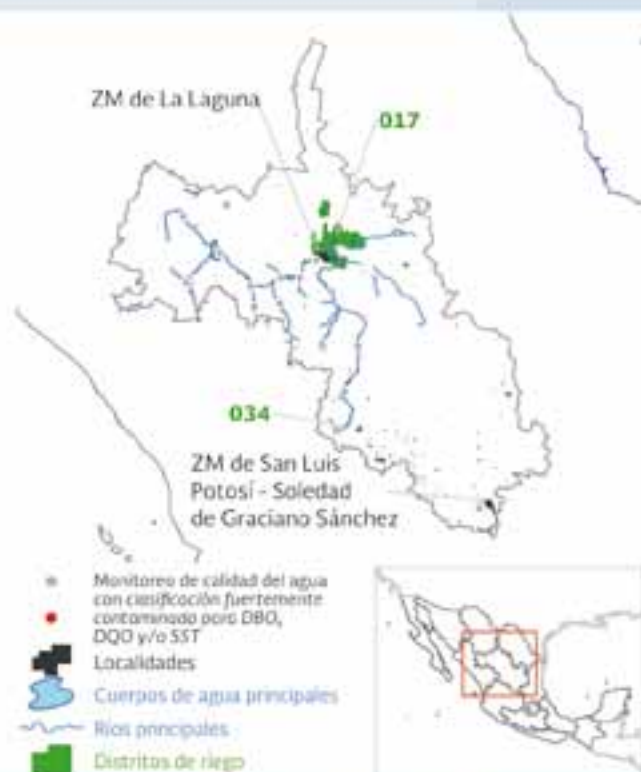 ZM de La Laguna
017
034
ZM de San Luis
Potosí - Soledad
de Graciano Sánchez
Monitoreo de calidad del agua
con clasificación fuertemente
contaminado para DBO,
DQO y/o SST
Localidades
Cuerpos de agua principales
Ríos principales
Distritos de riego